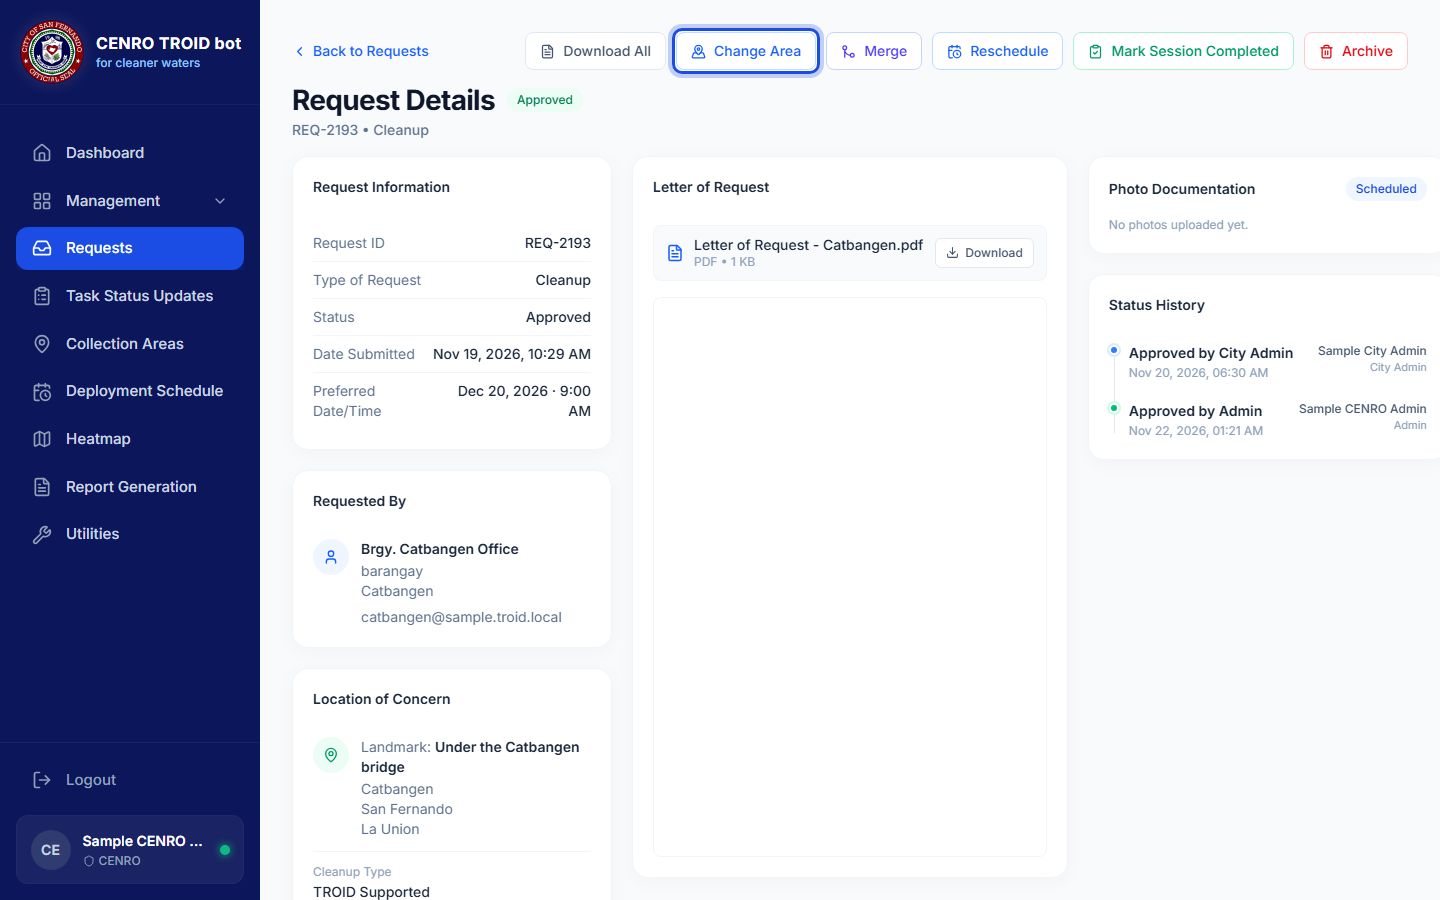 CITY OF SAN FERNANDO
OFFICIAL SEAL
CENRO TROID bot
for cleaner waters
Dashboard
Management
Requests
Task Status Updates
Collection Areas
Deployment Schedule
Heatmap
Report Generation
Utilities
Logout
CE
Sample CENRO ...
CENRO
Back to Requests
Download All
Change Area
Merge
Reschedule
Mark Session Completed
Archive
Request Details
Approved
REQ-2193 • Cleanup
Request Information
Request ID REQ-2193
Type of Request Cleanup
Status Approved
Date Submitted Nov 19, 2026, 10:29 AM
Preferred Date/Time Dec 20, 2026 · 9:00 AM
Requested By
Brgy. Catbangen Office
barangay
Catbangen
catbangen@sample.troid.local
Location of Concern
Landmark: Under the Catbangen
bridge
Catbangen
San Fernando
La Union
Cleanup Type
TROID Supported
Letter of Request
Letter of Request - Catbangen.pdf
PDF • 1 KB
Download
Photo Documentation
Scheduled
No photos uploaded yet.
Status History
Approved by City Admin
Sample City Admin
Nov 20, 2026, 06:30 AM
City Admin
Approved by Admin
Sample CENRO Admin
Nov 22, 2026, 01:21 AM
Admin